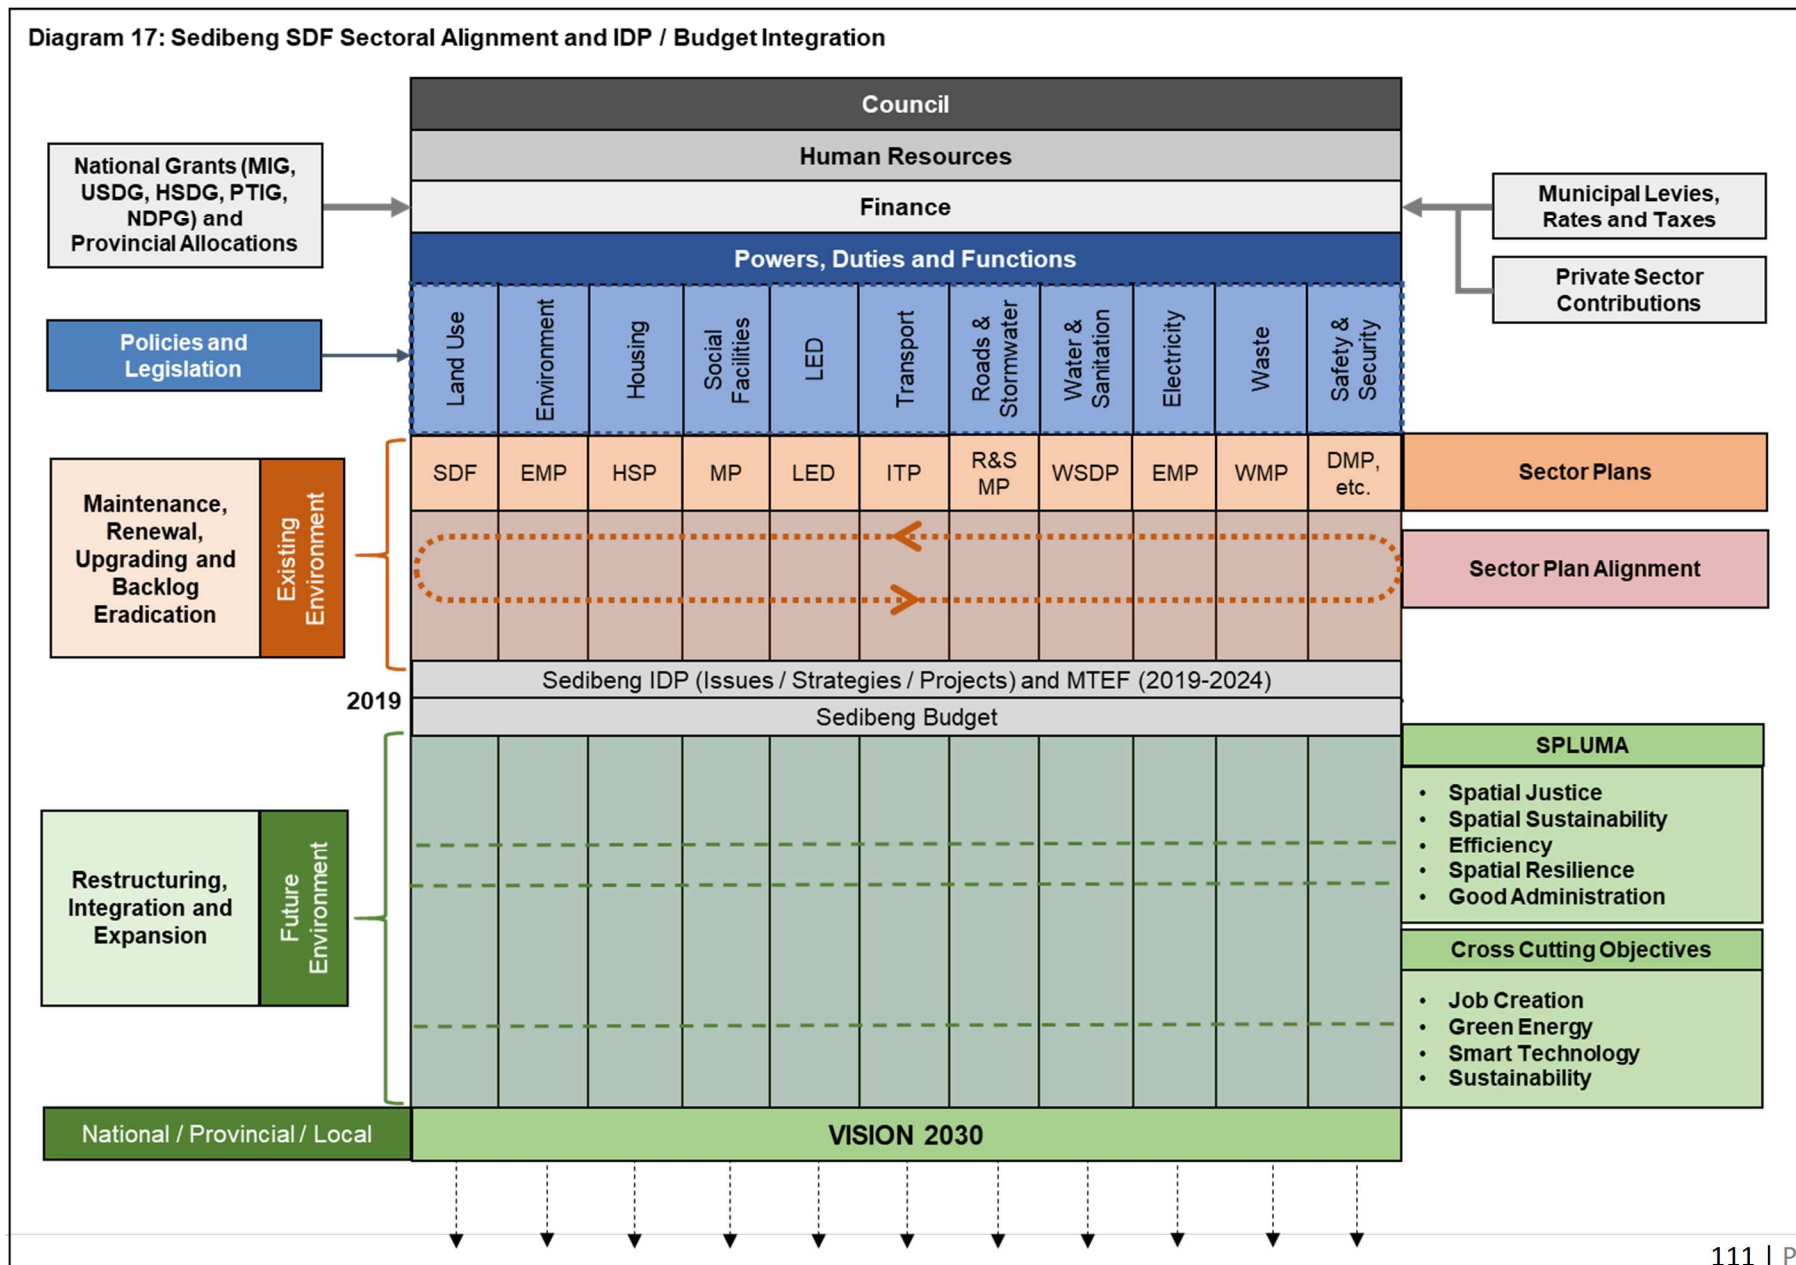 Diagram 17: Sedibeng SDF Sectoral Alignment and IDP / Budget Integration
Council
Human Resources
Finance
Powers, Duties and Functions
National Grants (MIG,
USDG, HSDG, PTIG,
NDPG) and
Provincial Allocations
Municipal Levies,
Rates and Taxes
Private Sector
Contributions
Policies and
Legislation
Land Use
Environment
Housing
Social
Facilities
LED
Transport
Roads &
Stormwater
Water &
Sanitation
Electricity
Waste
Safety &
Security
SDF
EMP
HSP
MP
LED
ITP
R&S
MP
WSDP
EMP
WMP
DMP,
etc.
Sector Plans
Maintenance,
Renewal,
Upgrading and
Backlog
Eradication
Existing
Environment
Sector Plan Alignment
Sedibeng IDP (Issues / Strategies / Projects) and MTEF (2019-2024)
2019
Sedibeng Budget
SPLUMA
• Spatial Justice
• Spatial Sustainability
• Efficiency
• Spatial Resilience
• Good Administration
Restructuring,
Integration and
Expansion
Future
Environment
Cross Cutting Objectives
• Job Creation
• Green Energy
• Smart Technology
• Sustainability
National / Provincial / Local
VISION 2030
111 | P